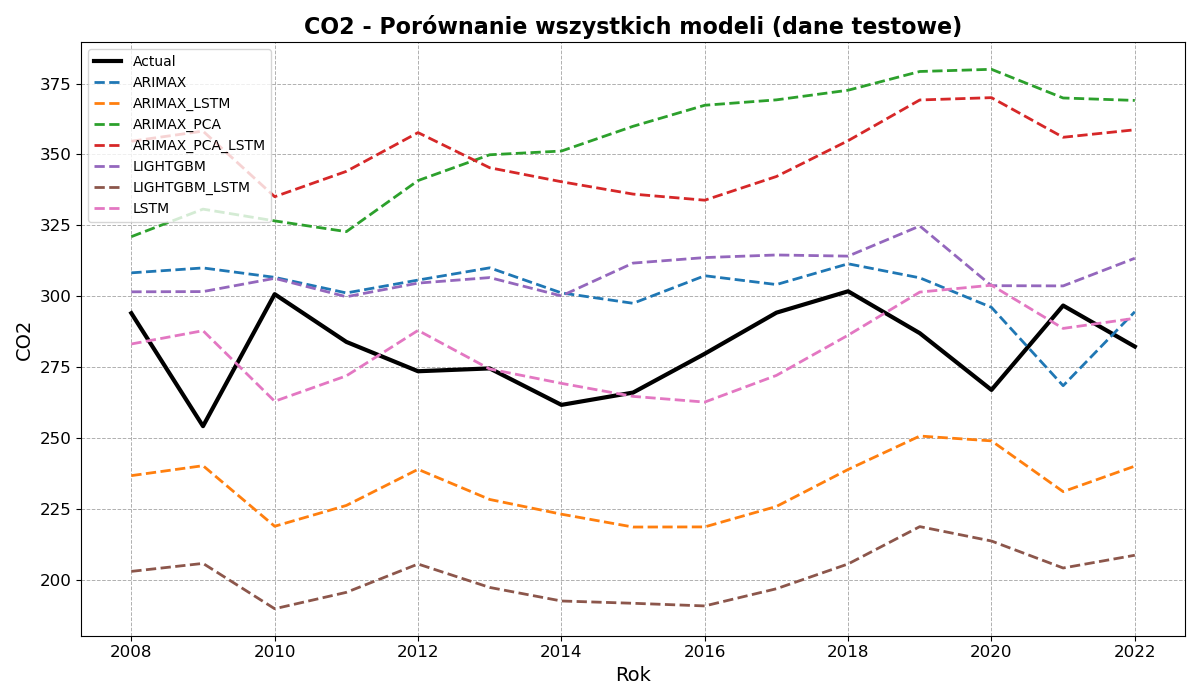 CO2 - Porównanie wszystkich modeli (dane testowe)
Actual
ARIMAX
ARIMAX_LSTM
ARIMAX_PCA
ARIMAX_PCA_LSTM
LIGHTGBM
LIGHTGBM_LSTM
LSTM
CO2
375
350
325
300
275
250
225
200
2008 2010 2012 2014 2016 2018 2020 2022
Rok